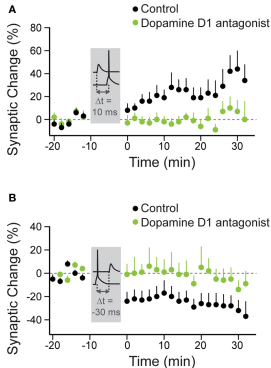 A
Control
Dopamine D1 antagonist
Synaptic Change (%)
80
60
40
20
0
-20
Δt =
10 ms
-20 -10 0 10 20 30
Time (min)
B
Control
Dopamine D1 antagonist
Synaptic Change (%)
40
20
0
-20
-40
Δt =
-30 ms
-20 -10 0 10 20 30
Time (min)